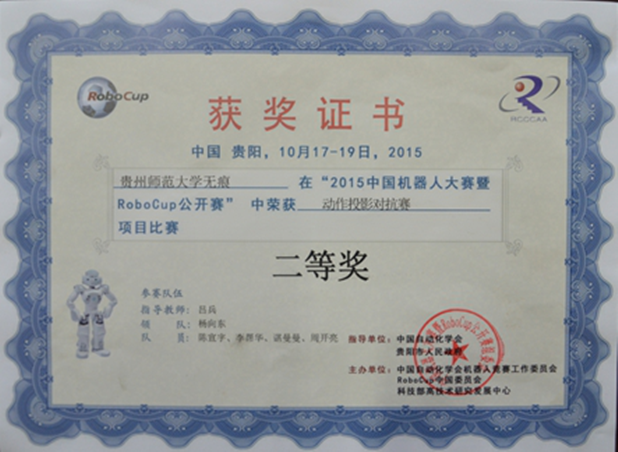 RoboCup
RCCCAA
获奖证书
中国 贵阳，10月17-19日，2015
贵州师范大学无痕 在“2015中国机器人大赛暨
RoboCup公开赛” 中荣获 动作投影对抗赛
项目比赛
二等奖
参赛队伍
指导教师：吕兵
领 队：杨向东
队 员：陈宜宇、李群华、谌曼曼、周开亮
指导单位：中国自动化学会
贵阳市人民政府
主办单位：中国自动化学会机器人竞赛工作委员会
RoboCup中国委员会
科技部高技术研究发展中心